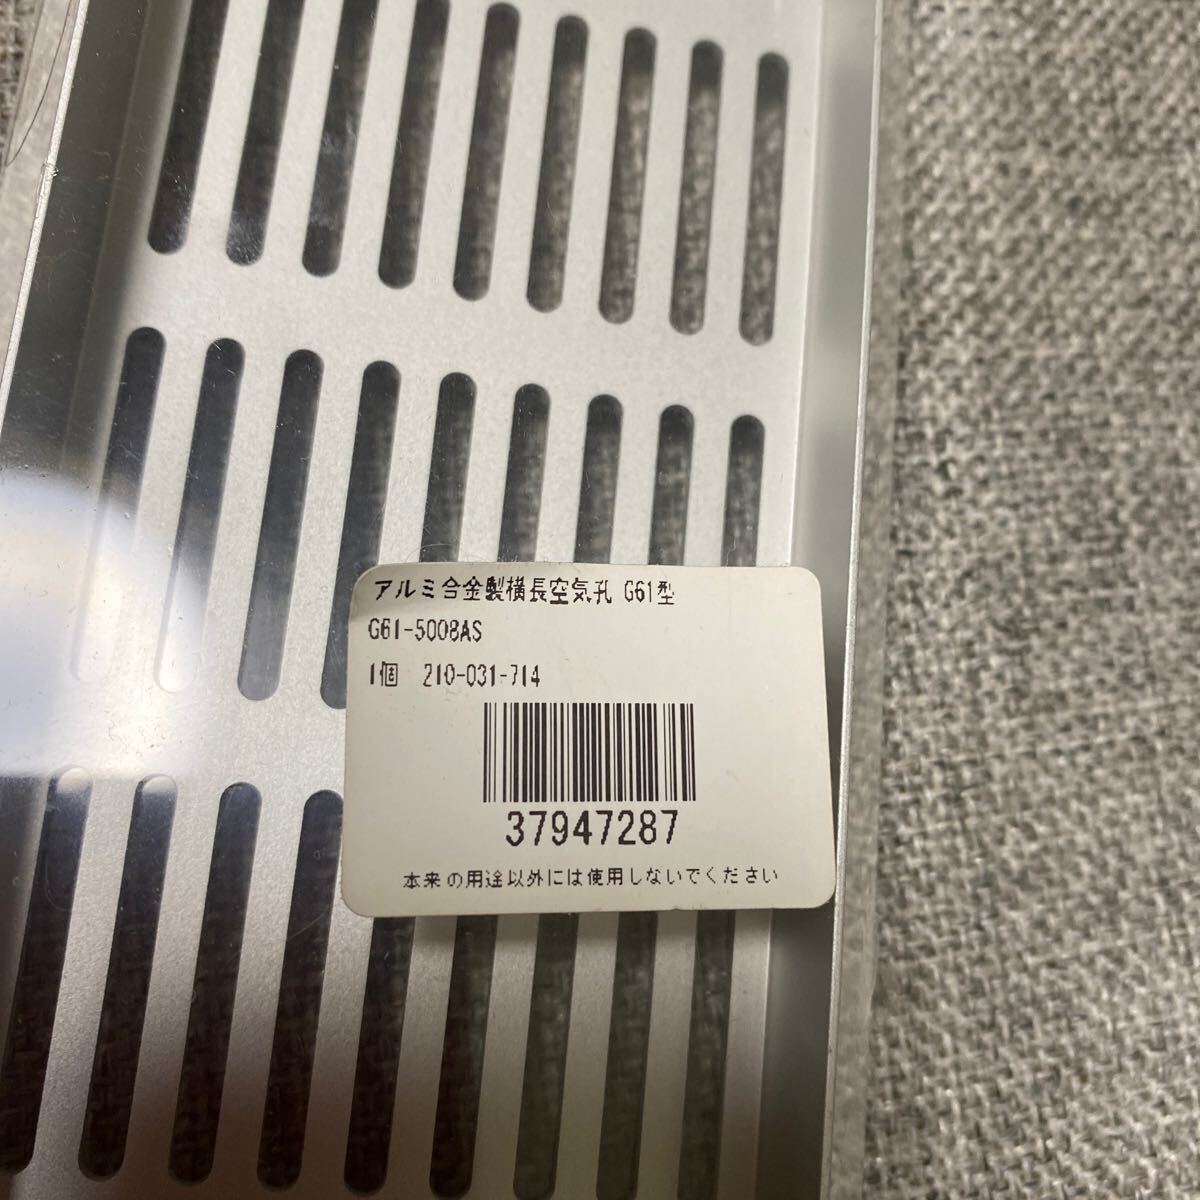 アルミ合金製横長空気孔 G61型
G61-5008AS
1個 210-031-714
37947287
本来の用途以外には使用しないでください